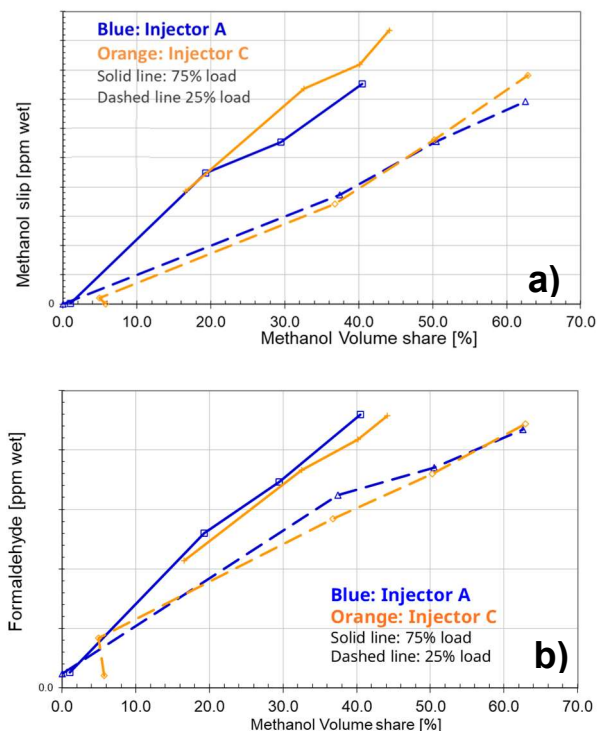 Blue: Injector A
Orange: Injector C
Solid line: 75% load
Dashed line 25% load
Methanol slip [ppm wet]
0
a)
0.0 10.0 20.0 30.0 40.0 50.0 60.0 70.0
Methanol Volume share [%]
Formaldehyde [ppm wet]
Blue: Injector A
Orange: Injector C
Solid line: 75% load
Dashed line: 25% load
b)
0.0
0.0 10.0 20.0 30.0 40.0 50.0 60.0 70.0
Methanol Volume share [%]